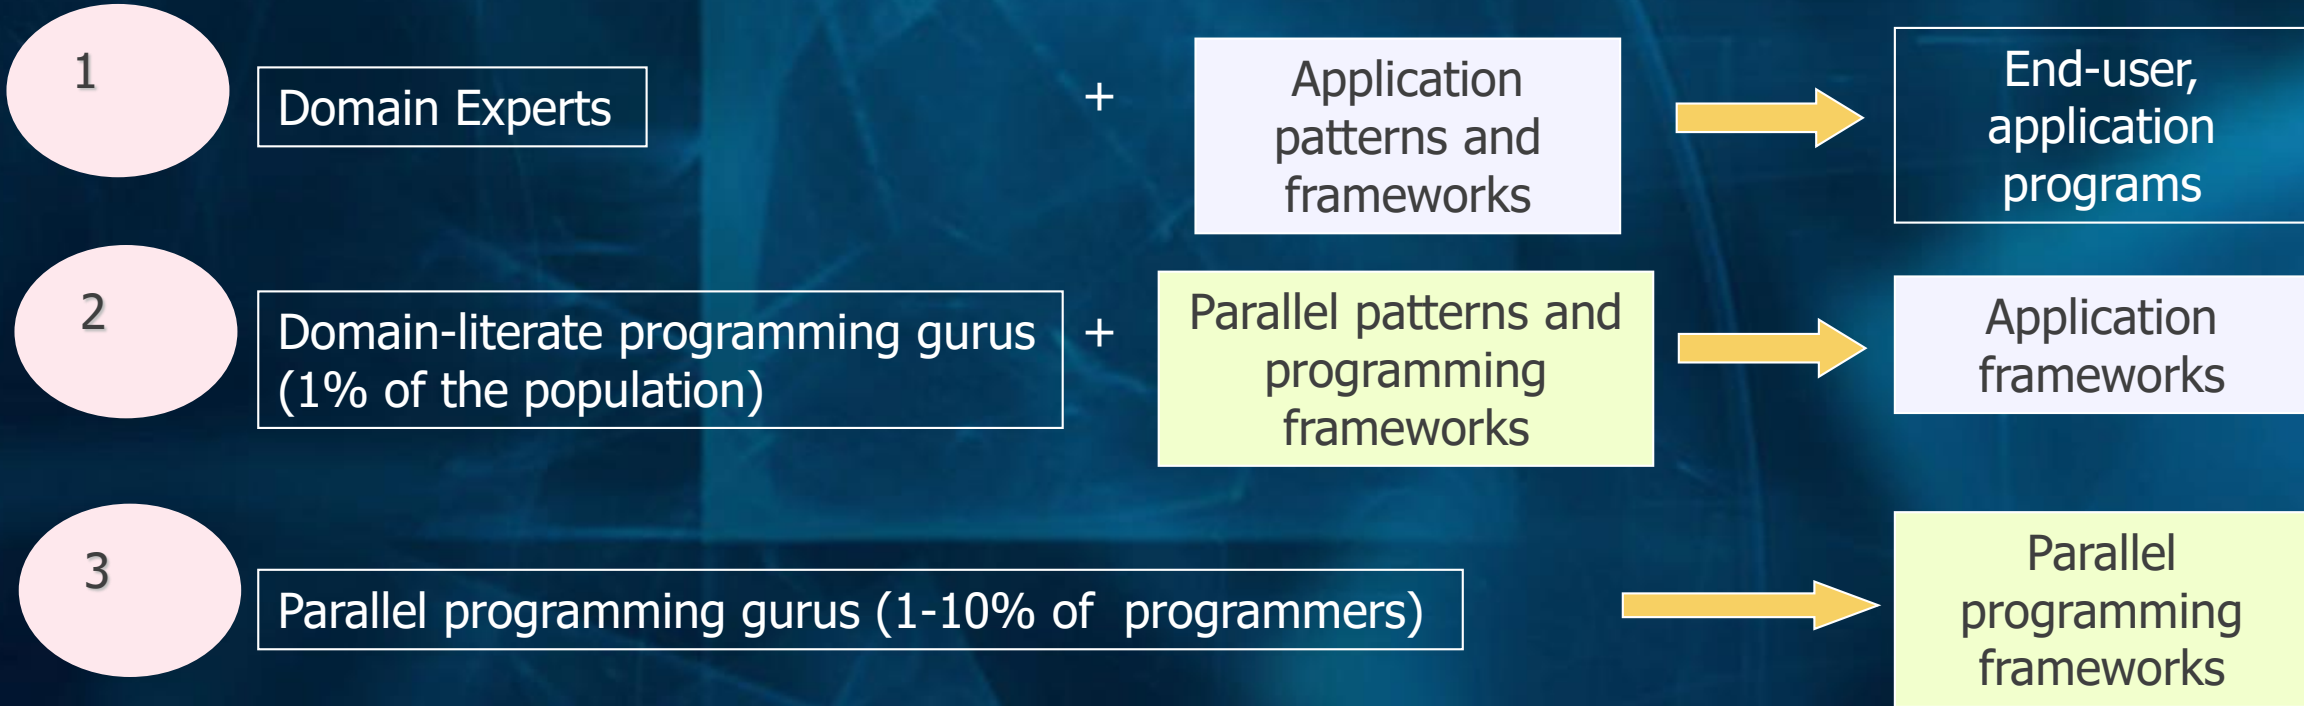 1
Domain Experts
+
Application
patterns and
frameworks
End-user,
application
programs
2
Domain-literate programming gurus
(1% of the population)
+
Parallel patterns and
programming
frameworks
Application
frameworks
3
Parallel programming gurus (1-10% of  programmers)
Parallel
programming
frameworks